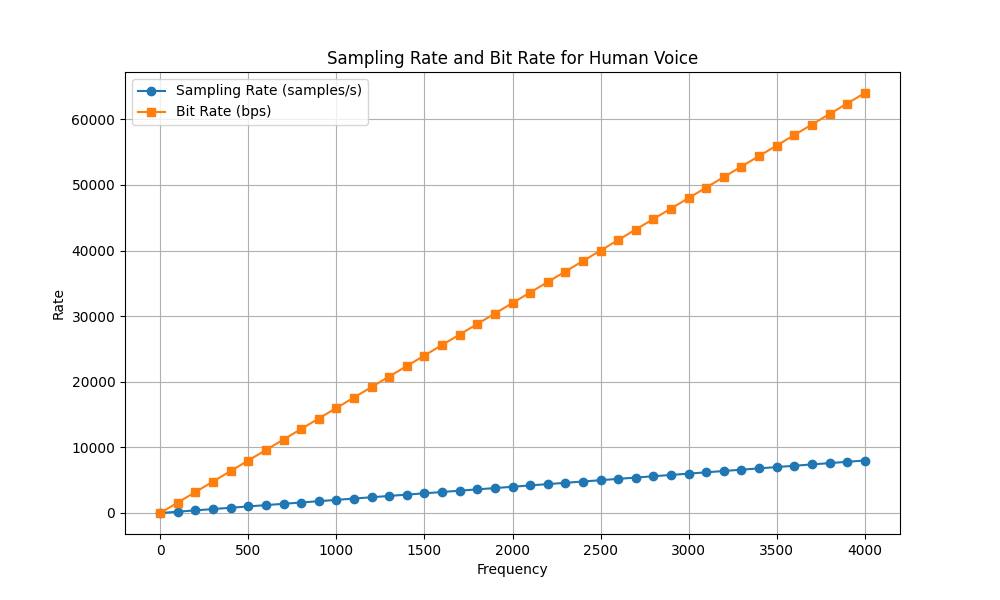 Sampling Rate and Bit Rate for Human Voice
Sampling Rate (samples/s)
Bit Rate (bps)
60000
50000
40000
30000
20000
10000
0
Rate
0 500 1000 1500 2000 2500 3000 3500 4000
Frequency